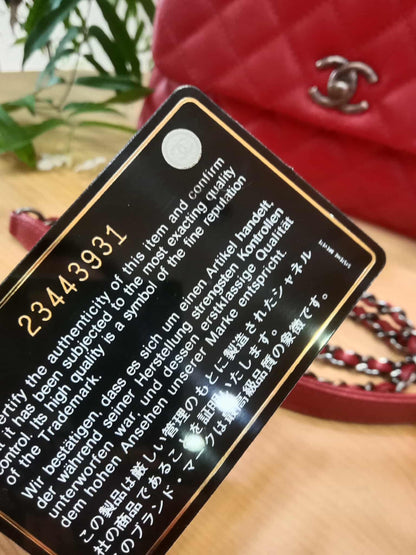 23443931
ertify the authenticity of this item and confirm
it has been subjected to the most exacting quality
control. Its high quality is a symbol of the fine reputation
of the Trademark.
Wir bestätigen, dass es sich um einen Artikel handelt,
der während seiner Herstellung strengsten Kontrollen
unterworfen war, und dessen erstklassige Qualität
dem hohen Ansehen unserer Marke entspricht.
この製品は厳しい管理のもとに製造されたシャネル
社の商品であることを証明いたします。
のブランド・マークは高級品質の象徴です。